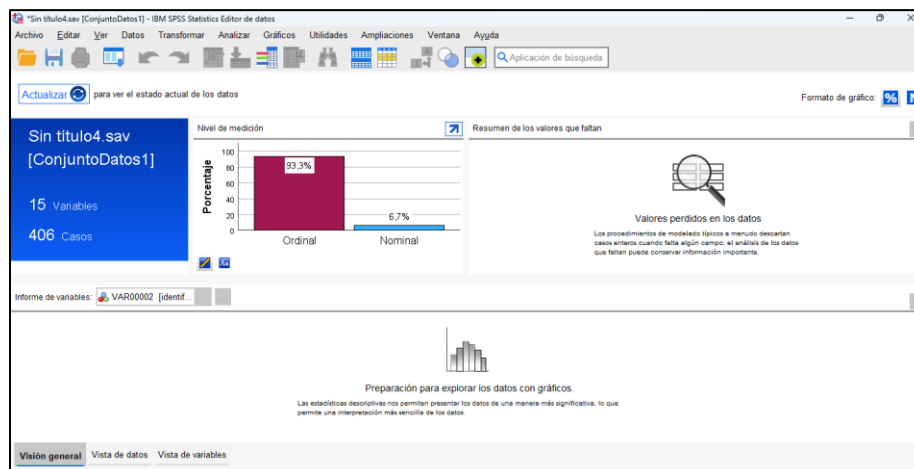 *Sin título4.sav [ConjuntoDatos1] - IBM SPSS Statistics Editor de datos
Archivo Editar Ver Datos Transformar Analizar Gráficos Utilidades Ampliaciones Ventana Ayuda
Aplicación de búsqueda
Actualizar para ver el estado actual de los datos
Formato de gráfico: % N
Sin título4.sav
[ConjuntoDatos1]
15 Variables
406 Casos
Nivel de medición
Porcentaje
100
80
60
40
20
0
93,3%
6,7%
Ordinal Nominal
Resumen de los valores que faltan
Valores perdidos en los datos
Los procedimientos de modelado típicos a menudo descartan
casos enteros cuando falta algún campo; el análisis de los datos
que faltan puede conservar información importante.
Informe de variables: VAR00002 [identif...
Preparación para explorar los datos con gráficos.
Las estadísticas descriptivas nos permiten presentar los datos de una manera más significativa, lo que
permite una interpretación más sencilla de los datos.
Visión general Vista de datos Vista de variables